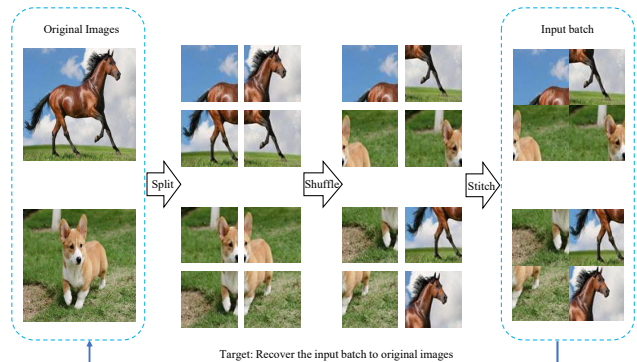 Original Images
Input batch
Split
Shuffle
Stitch
Target: Recover the input batch to original images